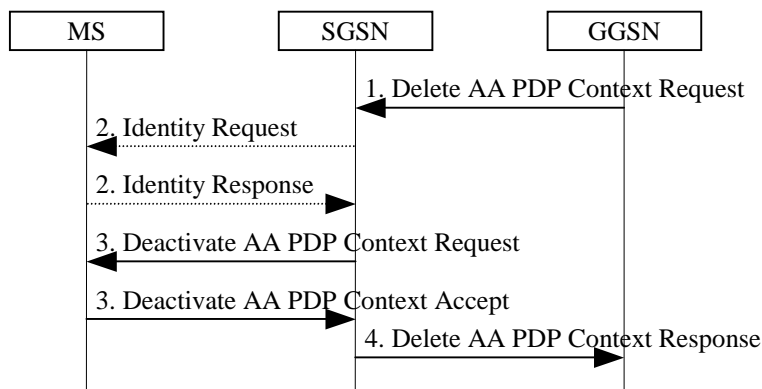 MS SGSN GGSN
1. Delete AA PDP Context Request
2. Identity Request
2. Identity Response
3. Deactivate AA PDP Context Request
3. Deactivate AA PDP Context Accept
4. Delete AA PDP Context Response